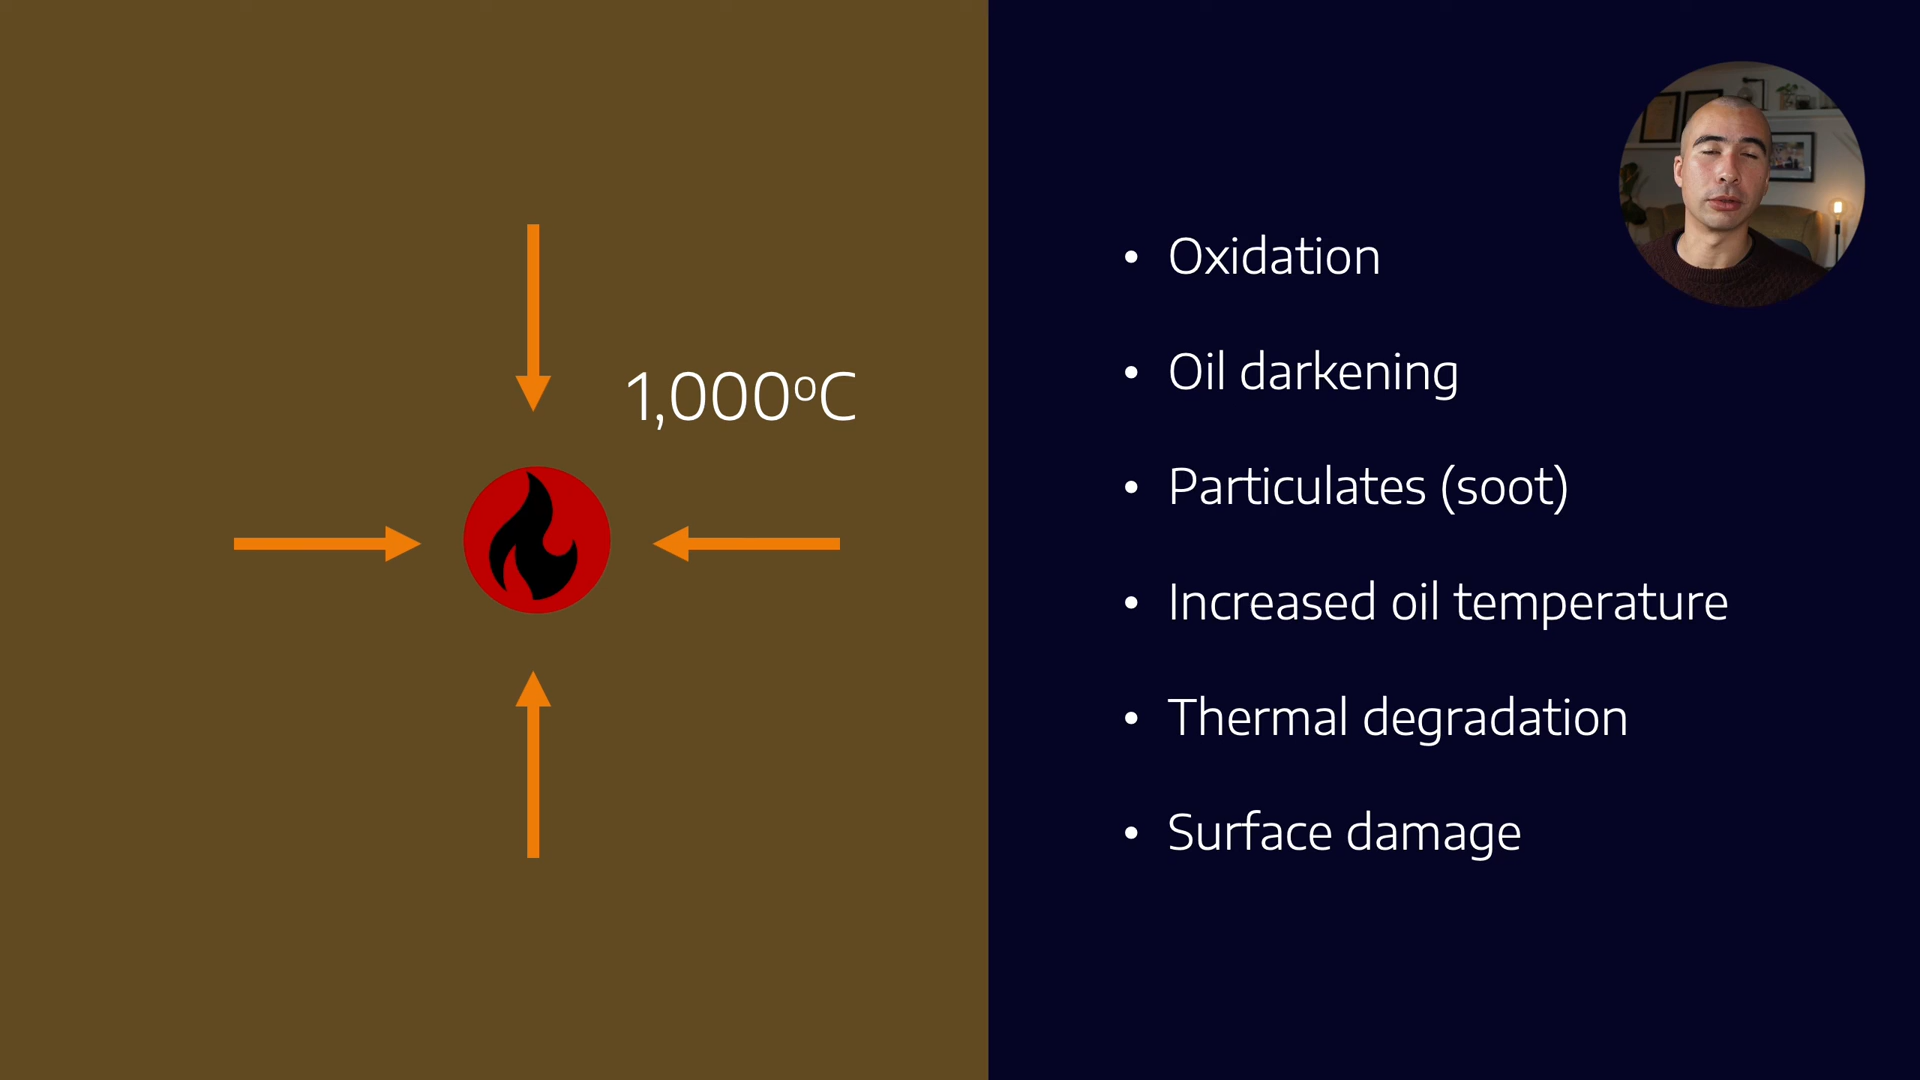 1,000ºC
• Oxidation
• Oil darkening
• Particulates (soot)
• Increased oil temperature
• Thermal degradation
• Surface damage